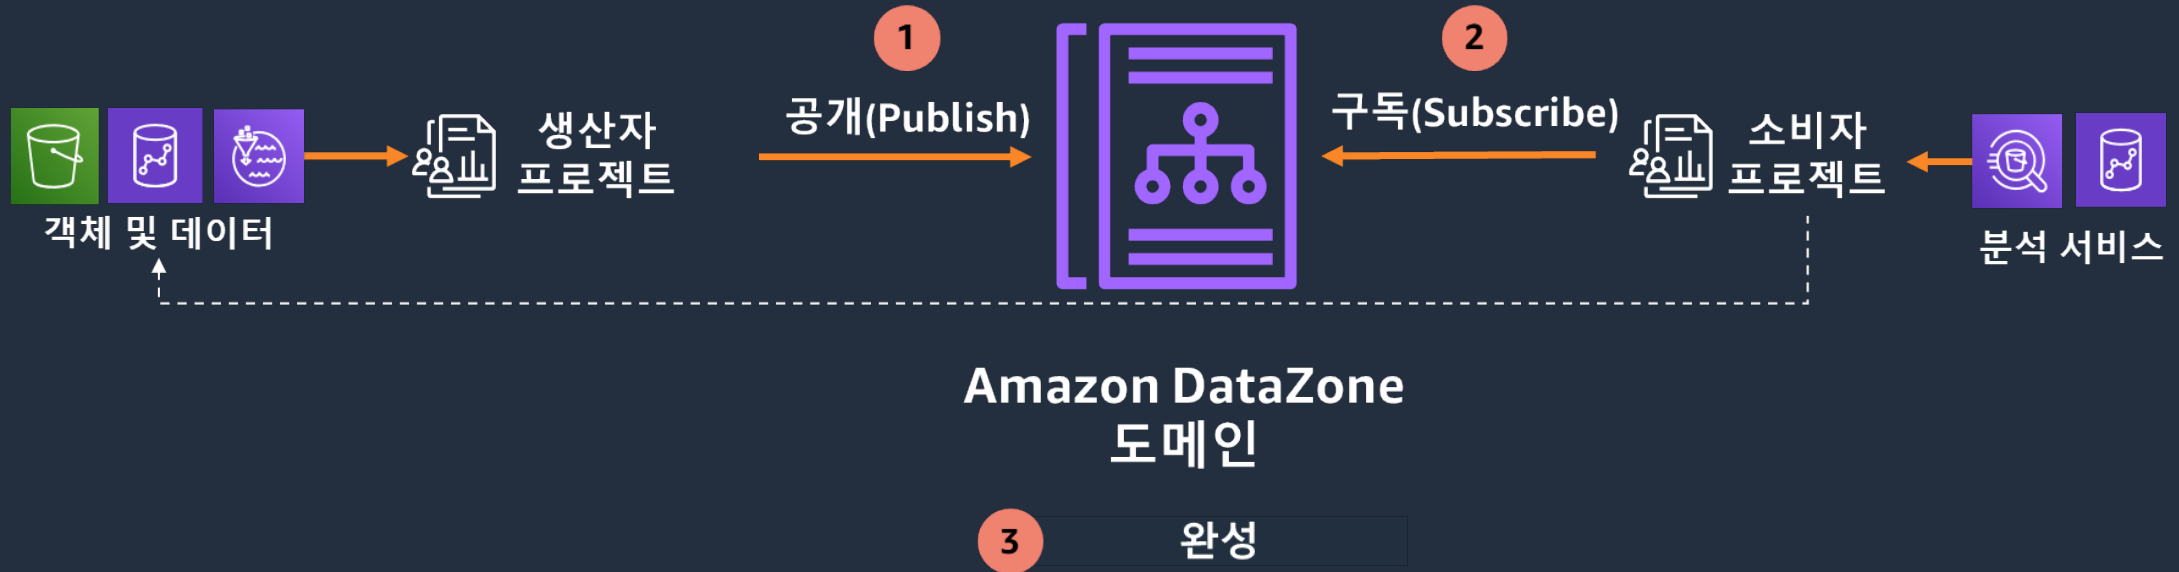 1
공개(Publish)
2
구독(Subscribe)
객체 및 데이터
생산자
프로젝트
소비자
프로젝트
분석 서비스
Amazon DataZone
도메인
3
완성